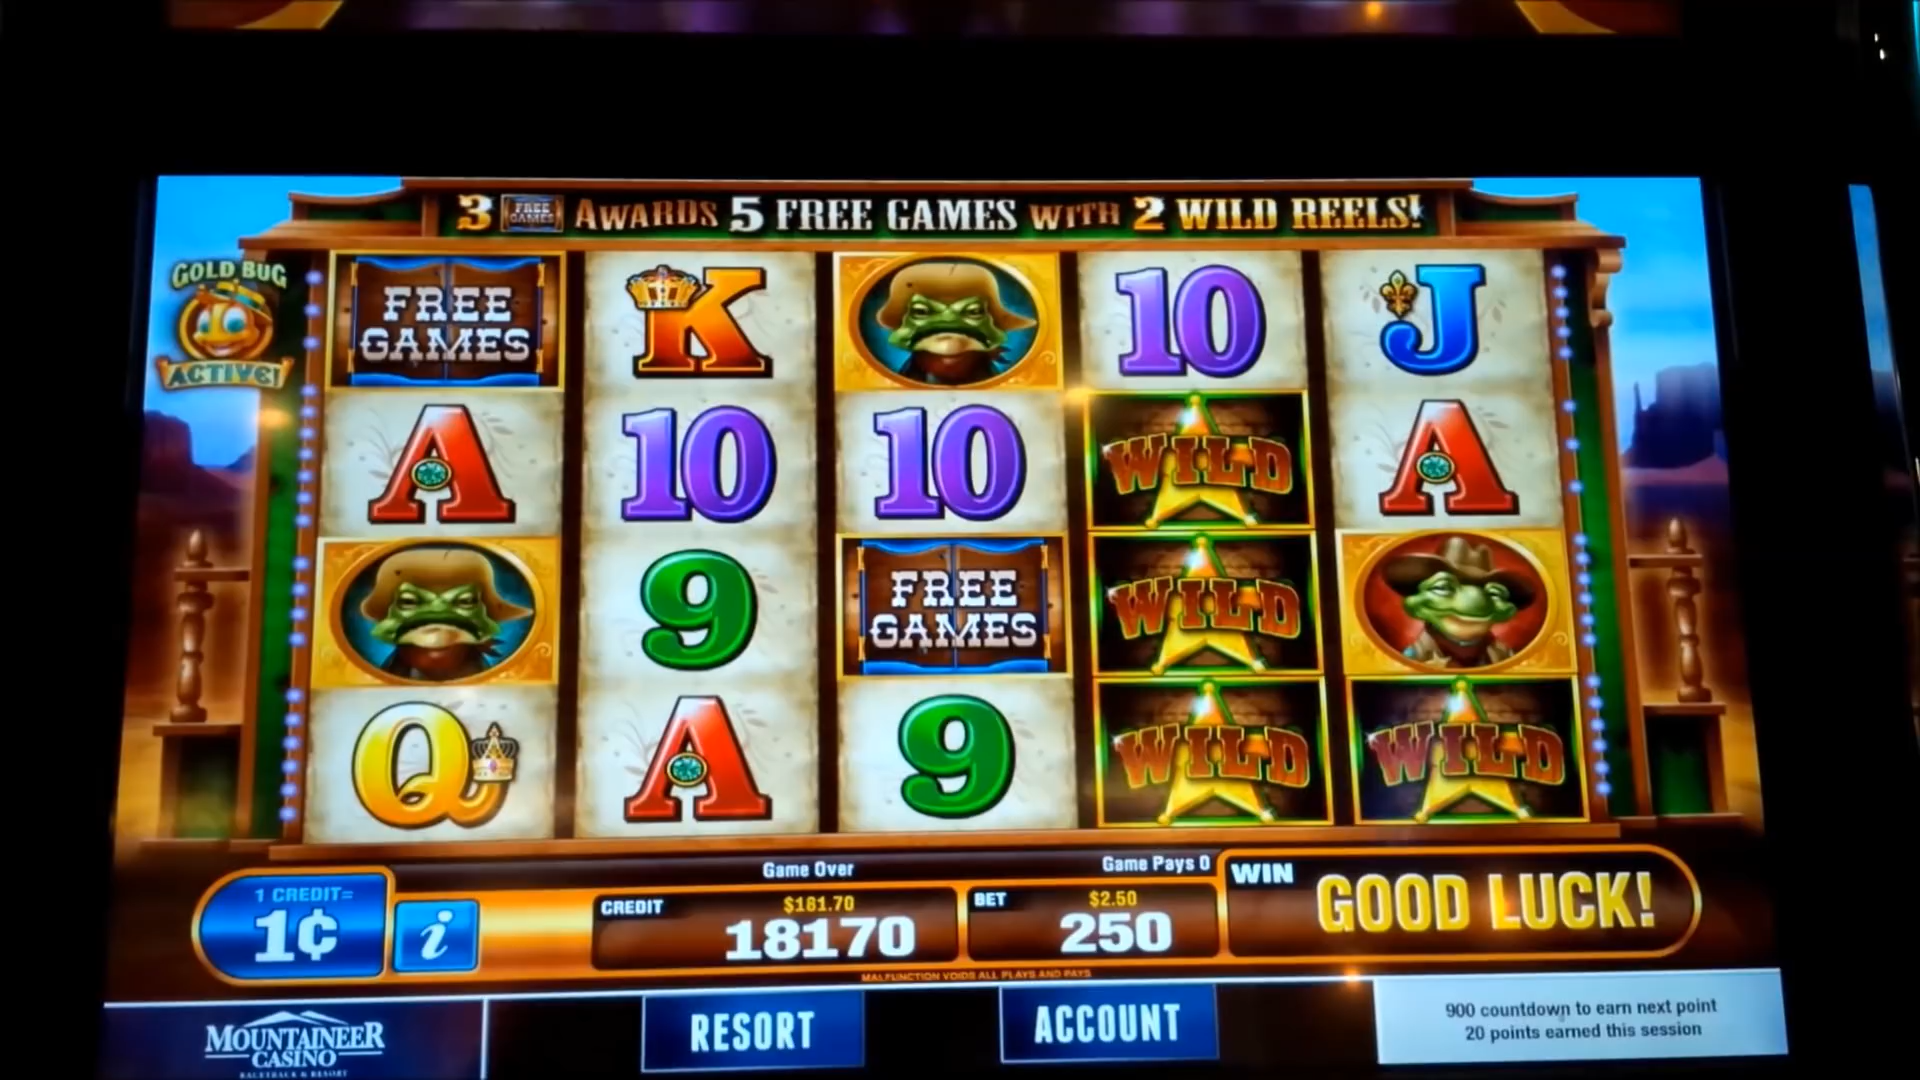 3 FREE GAMES AWARDS 5 FREE GAMES WITH 2 WILD REELS!
GOLD BUG
ACTIVE!
FREE
GAMES
K
10
J
A
10
10
WILD
A
9
FREE
GAMES
WILD
Q
A
9
WILD
WILD
Game Over
Game Pays 0
1 CREDIT=
1¢
i
CREDIT
$181.70
18170
BET
$2.50
250
WIN
GOOD LUCK!
MALFUNCTION VOIDS ALL PLAYS AND PAYS
MOUNTAINEER
CASINO
RACETRACK & RESORT
RESORT
ACCOUNT
900 countdown to earn next point
20 points earned this session